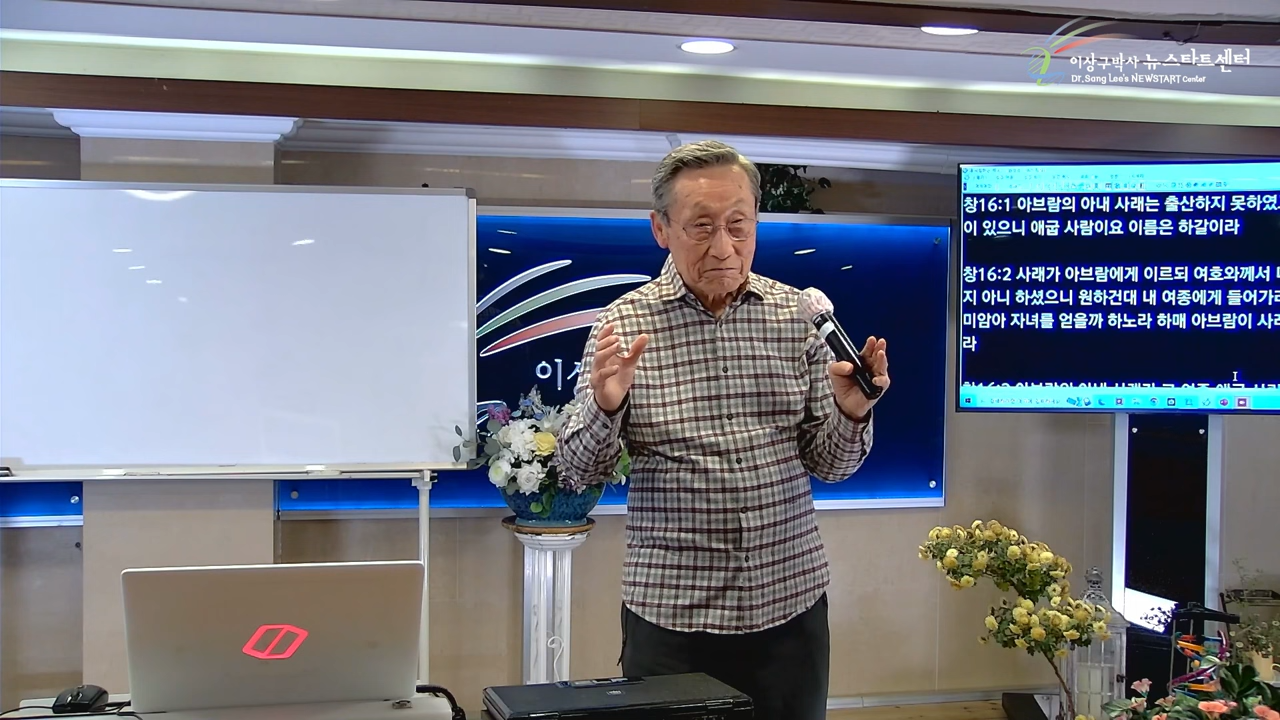 이상구박사 뉴스타트센터
Dr. Sang Lee's NEWSTART Center
창16:1 아브람의 아내 사래는 출산하지 못하였
이 있으니 애굽 사람이요 이름은 하갈이라
창16:2 사래가 아브람에게 이르되 여호와께서
지 아니 하셨으니 원하건대 내 여종에게 들어가
미암아 자녀를 얻을까 하노라 하매 아브람이 사래
라